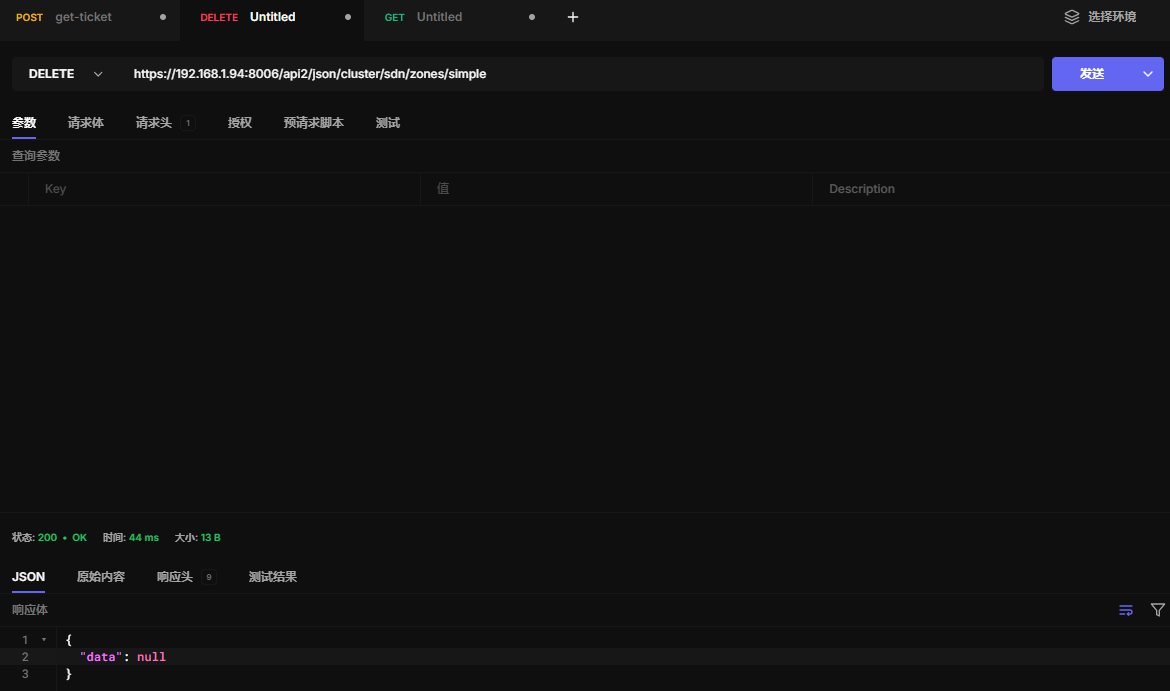 POST get-ticket DELETE Untitled GET Untitled 选择环境
DELETE https://192.168.1.94:8006/api2/json/cluster/sdn/zones/simple 发送
参数 请求体 请求头 1 授权 预请求脚本 测试
查询参数
Key 值 Description
状态: 200 • OK 时间: 44 ms 大小: 13 B
JSON 原始内容 响应头 9 测试结果
响应体
1 {
2 "data": null
3 }